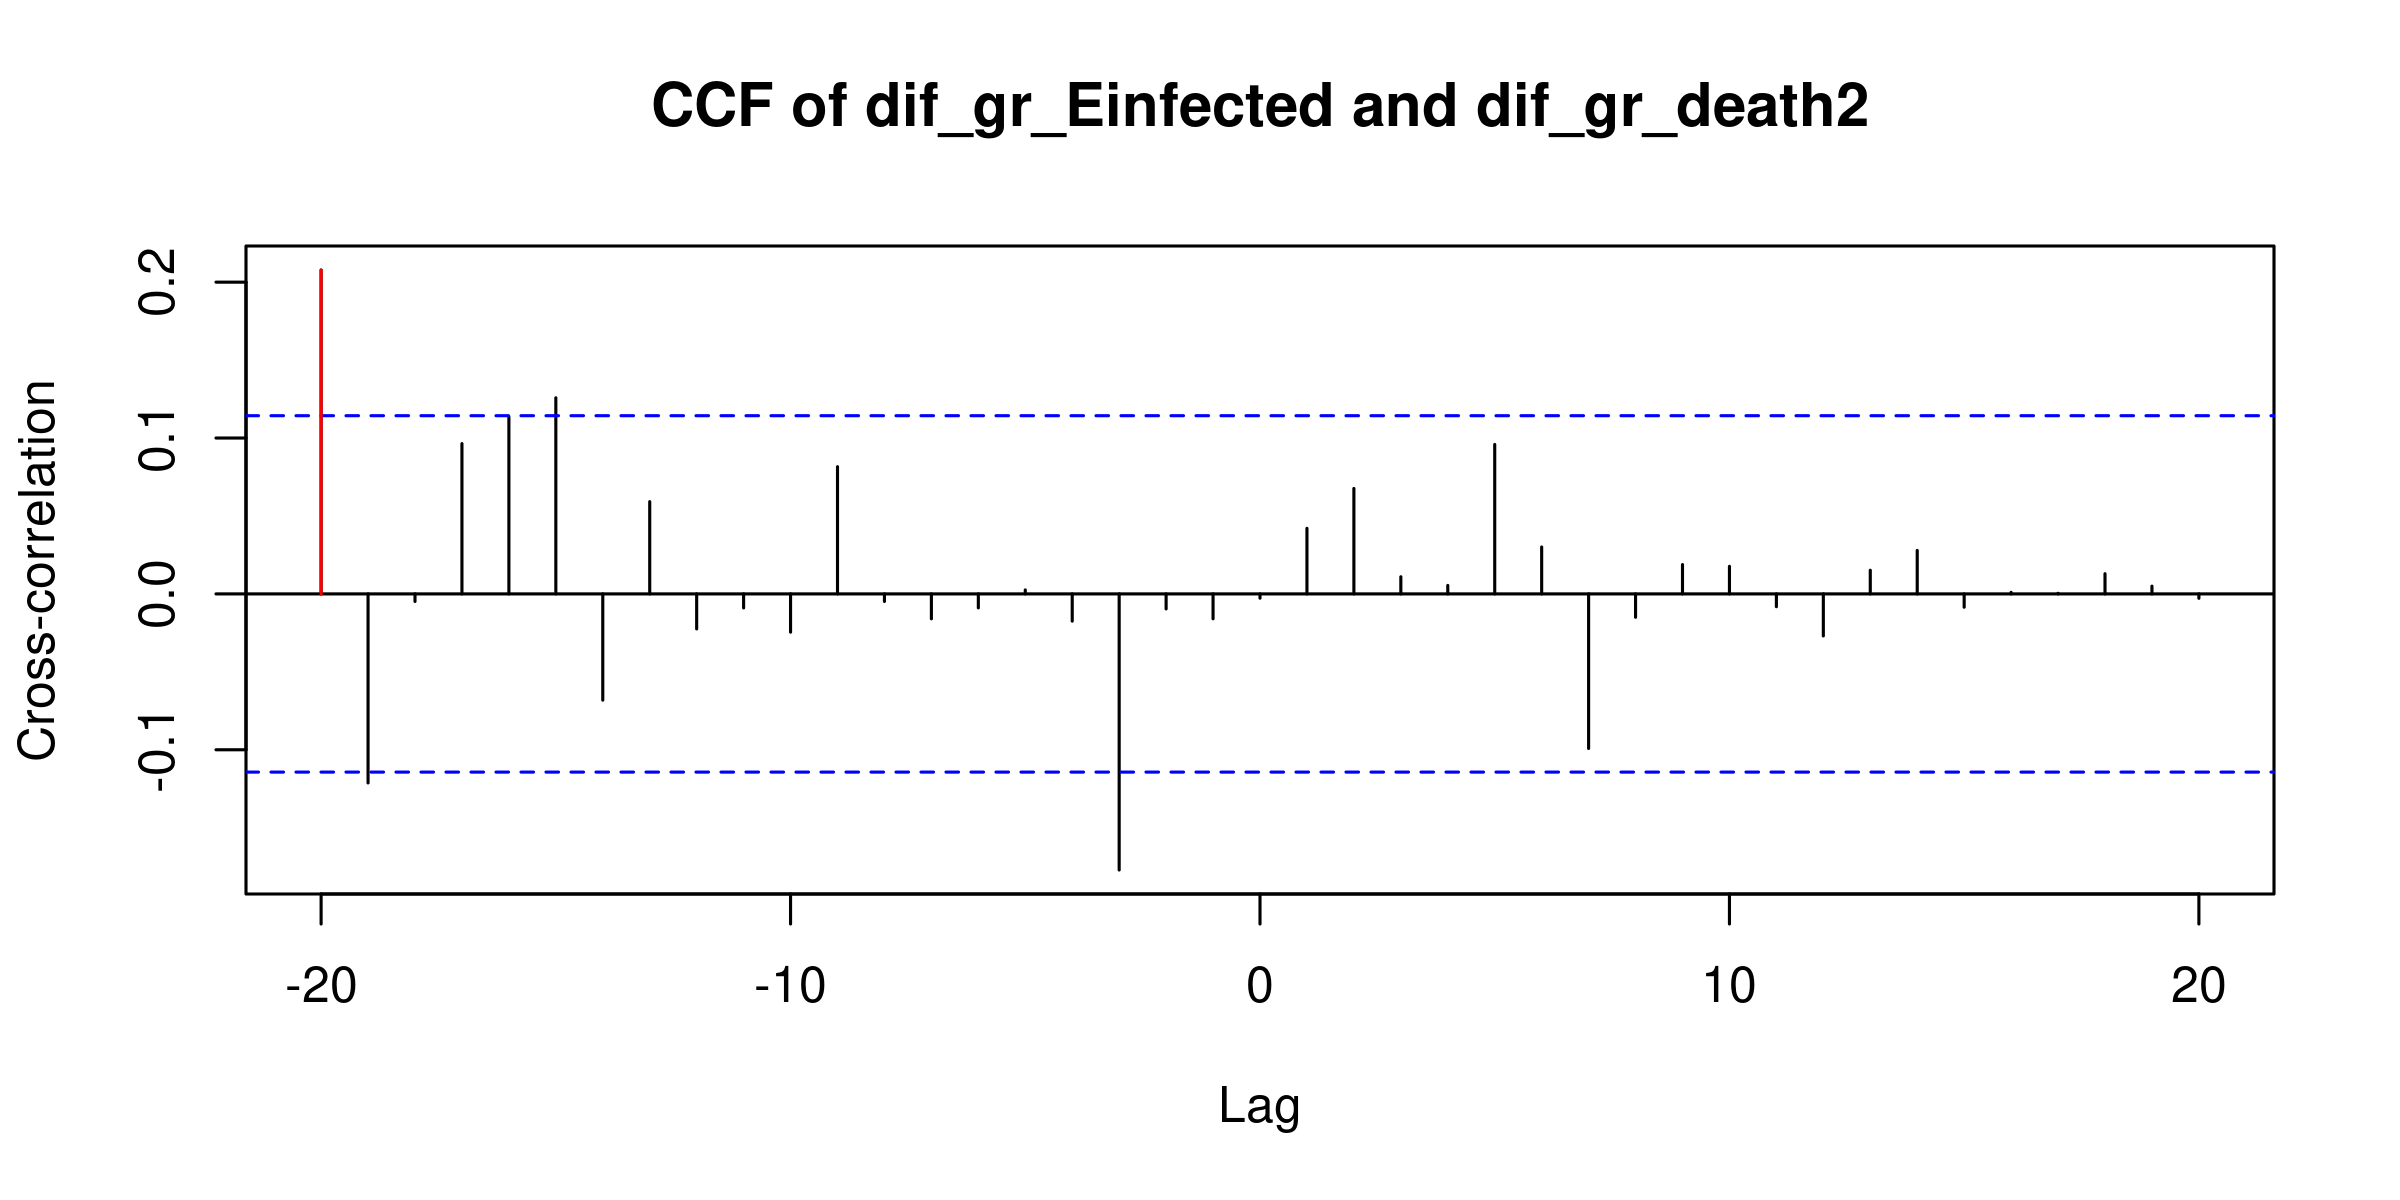 CCF of dif_gr_Einfected and dif_gr_death2
Cross-correlation
0.2
0.1
0.0
-0.1
-20 -10 0 10 20
Lag